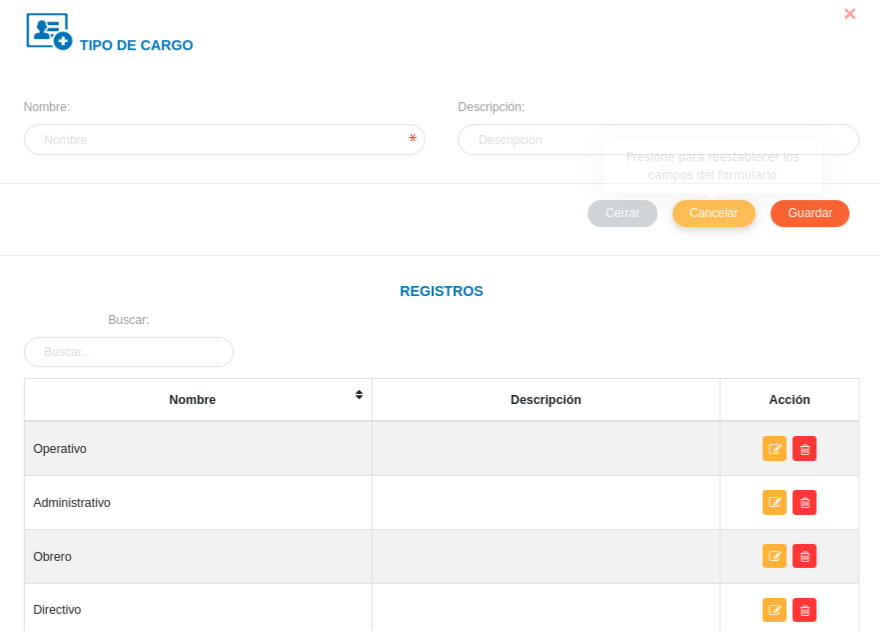 TIPO DE CARGO
Nombre: Descripción:
Nombre * Descripción
Presione para reestablecer los
campos del formulario
Cerrar Cancelar Guardar
REGISTROS
Buscar:
Buscar...
Nombre Descripción Acción
Operativo
Administrativo
Obrero
Directivo